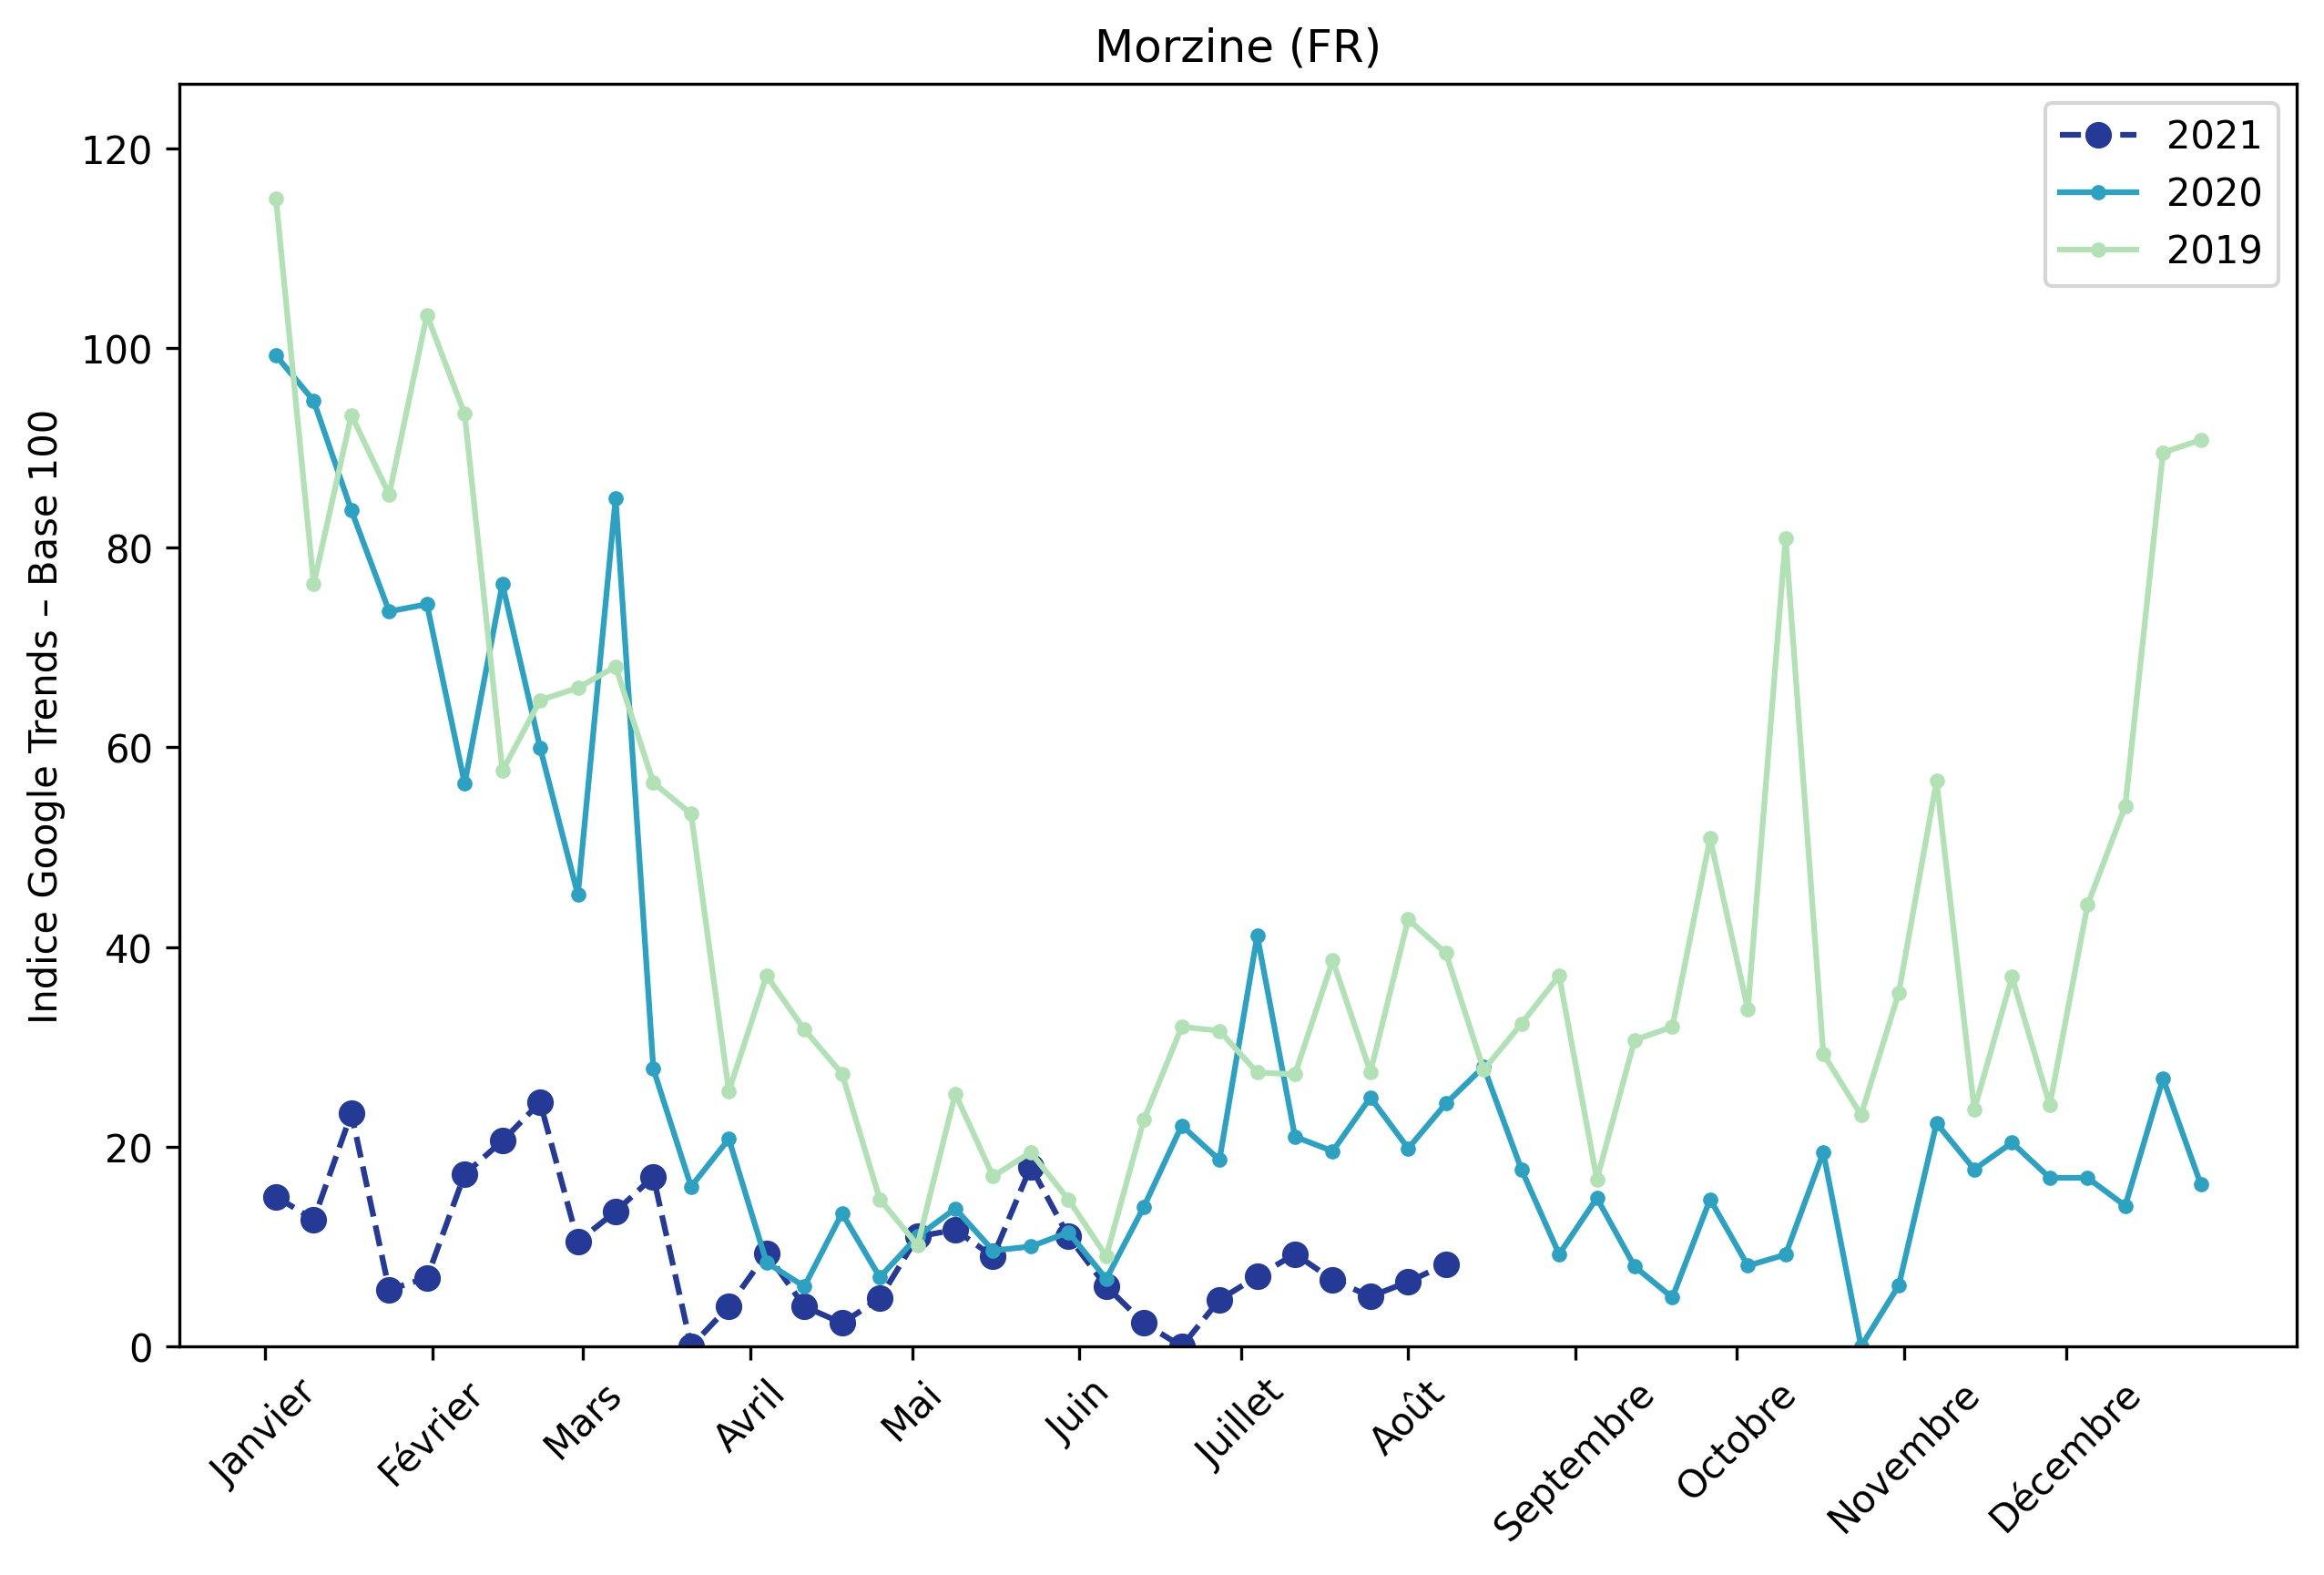 Morzine (FR)
2021
2020
2019
Indice Google Trends – Base 100
120
100
80
60
40
20
0
Janvier
Février
Mars
Avril
Mai
Juin
Juillet
Août
Septembre
Octobre
Novembre
Décembre